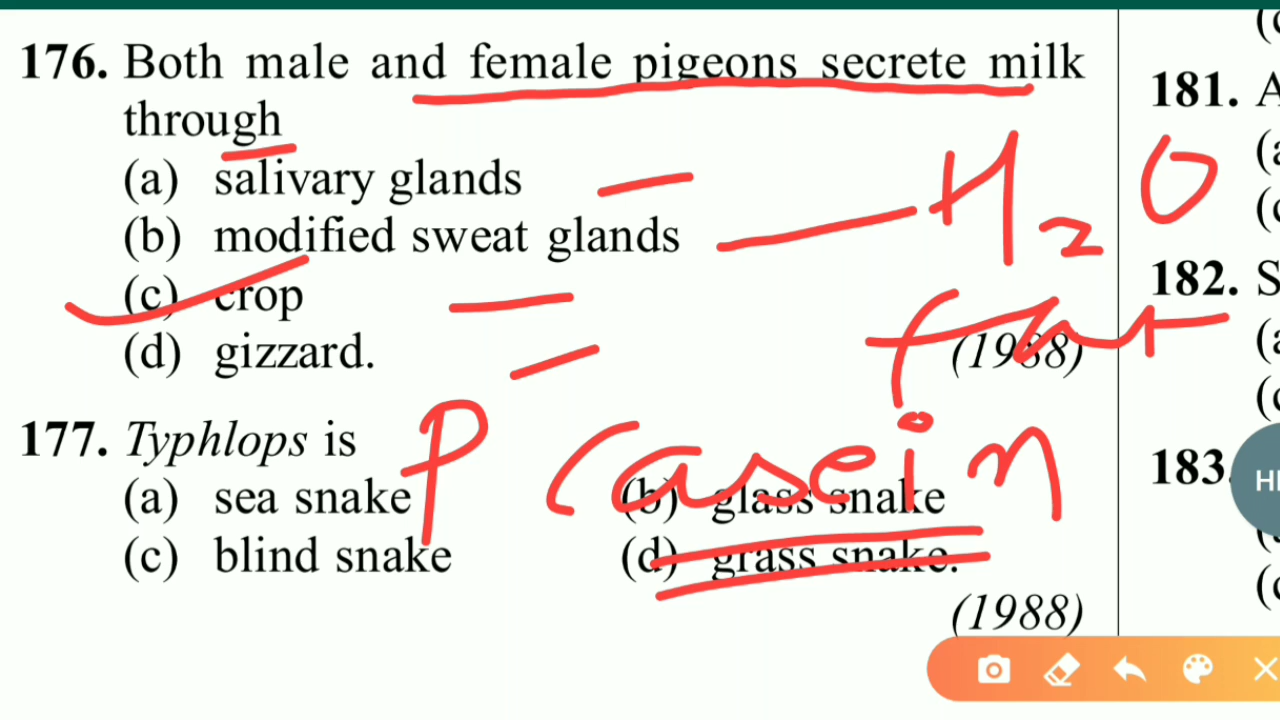 176. Both male and female pigeons secrete milk
through
(a) salivary glands
(b) modified sweat glands
(c) crop
(d) gizzard.
(1988)
177. Typhlops is
(a) sea snake (b) glass snake
(c) blind snake (d) grass snake.
(1988)
H2O
fat
P casein
181. A
(a
(c
182. S
(a
(c
183.
HI
(c